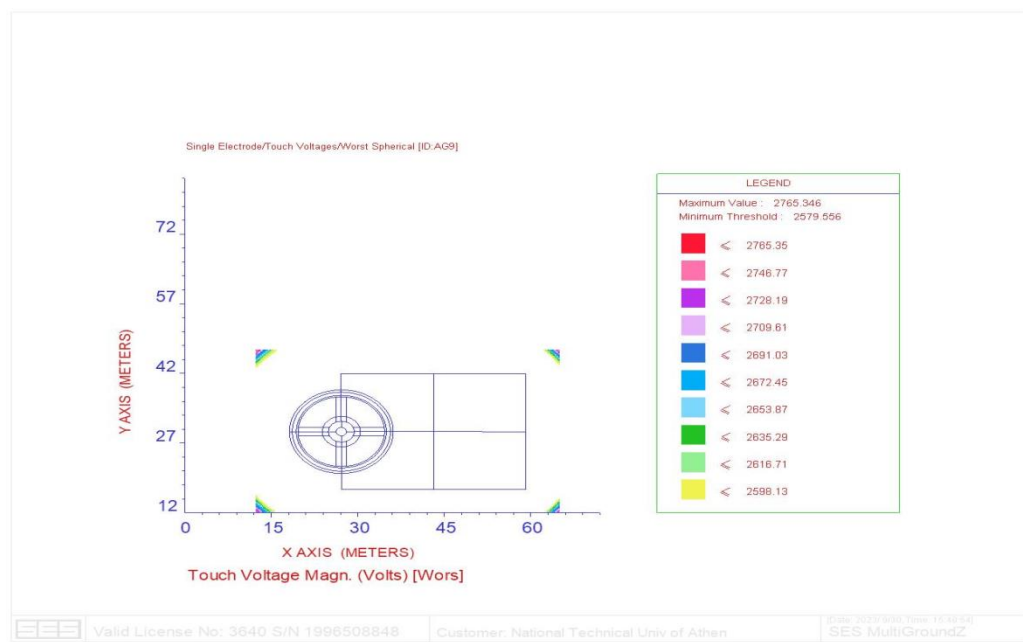 Single Electrode/Touch Voltages/Worst Spherical [ID:AG9]
LEGEND
Maximum Value : 2765.346
Minimum Threshold : 2579.556
≤ 2765.35
≤ 2746.77
≤ 2728.19
≤ 2709.61
≤ 2691.03
≤ 2672.45
≤ 2653.87
≤ 2635.29
≤ 2616.71
≤ 2598.13
Y AXIS (METERS)
72
57
42
27
12
0 15 30 45 60
X AXIS (METERS)
Touch Voltage Magn. (Volts) [Wors]
SES Valid License No: 3640 S/N 1996508848 Customer: National Technical Univ of Athan
SES MultiGroundZ